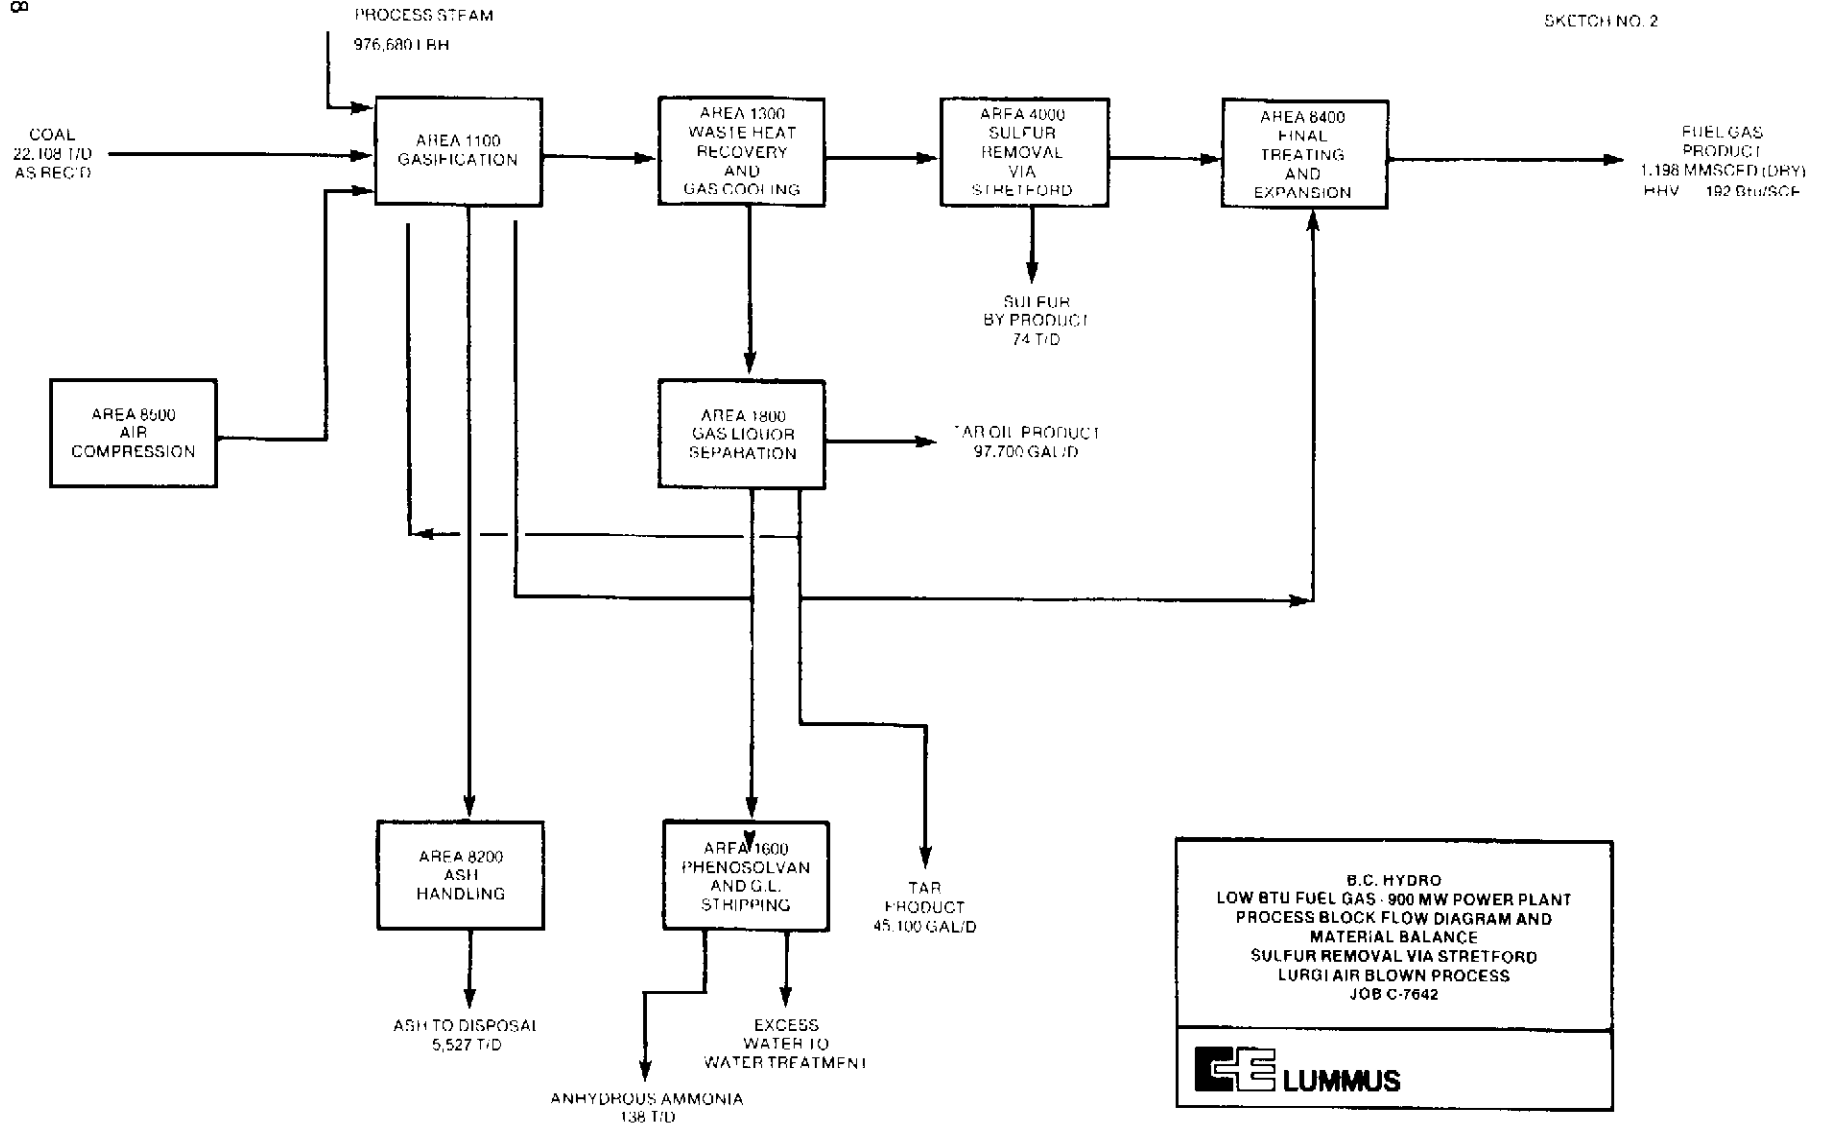 8
PROCESS STEAM
976,680 LBH
SKETCH NO. 2
COAL
22.108 T/D
AS REC'D
AREA 1100
GASIFICATION
AREA 1300
WASTE HEAT
RECOVERY
AND
GAS COOLING
AREA 4000
SULFUR
REMOVAL
VIA
STRETFORD
AREA 8400
FINAL
TREATING
AND
EXPANSION
FUEL GAS
PRODUCT
1.198 MMSCFD (DRY)
HHV 192 Btu/SCF
SULFUR
BY PRODUCT
74 T/D
AREA 8500
AIR
COMPRESSION
AREA 1800
GAS LIQUOR
SEPARATION
TAR OIL PRODUCT
97.700 GAL/D
AREA 8200
ASH
HANDLING
AREA 1600
PHENOSOLVAN
AND G.L.
STRIPPING
TAR
PRODUCT
45.100 GAL/D
ASH TO DISPOSAL
5,527 T/D
EXCESS
WATER TO
WATER TREATMENT
ANHYDROUS AMMONIA
138 T/D
B.C. HYDRO
LOW BTU FUEL GAS - 900 MW POWER PLANT
PROCESS BLOCK FLOW DIAGRAM AND
MATERIAL BALANCE
SULFUR REMOVAL VIA STRETFORD
LURGI AIR BLOWN PROCESS
JOB C-7642
CE LUMMUS